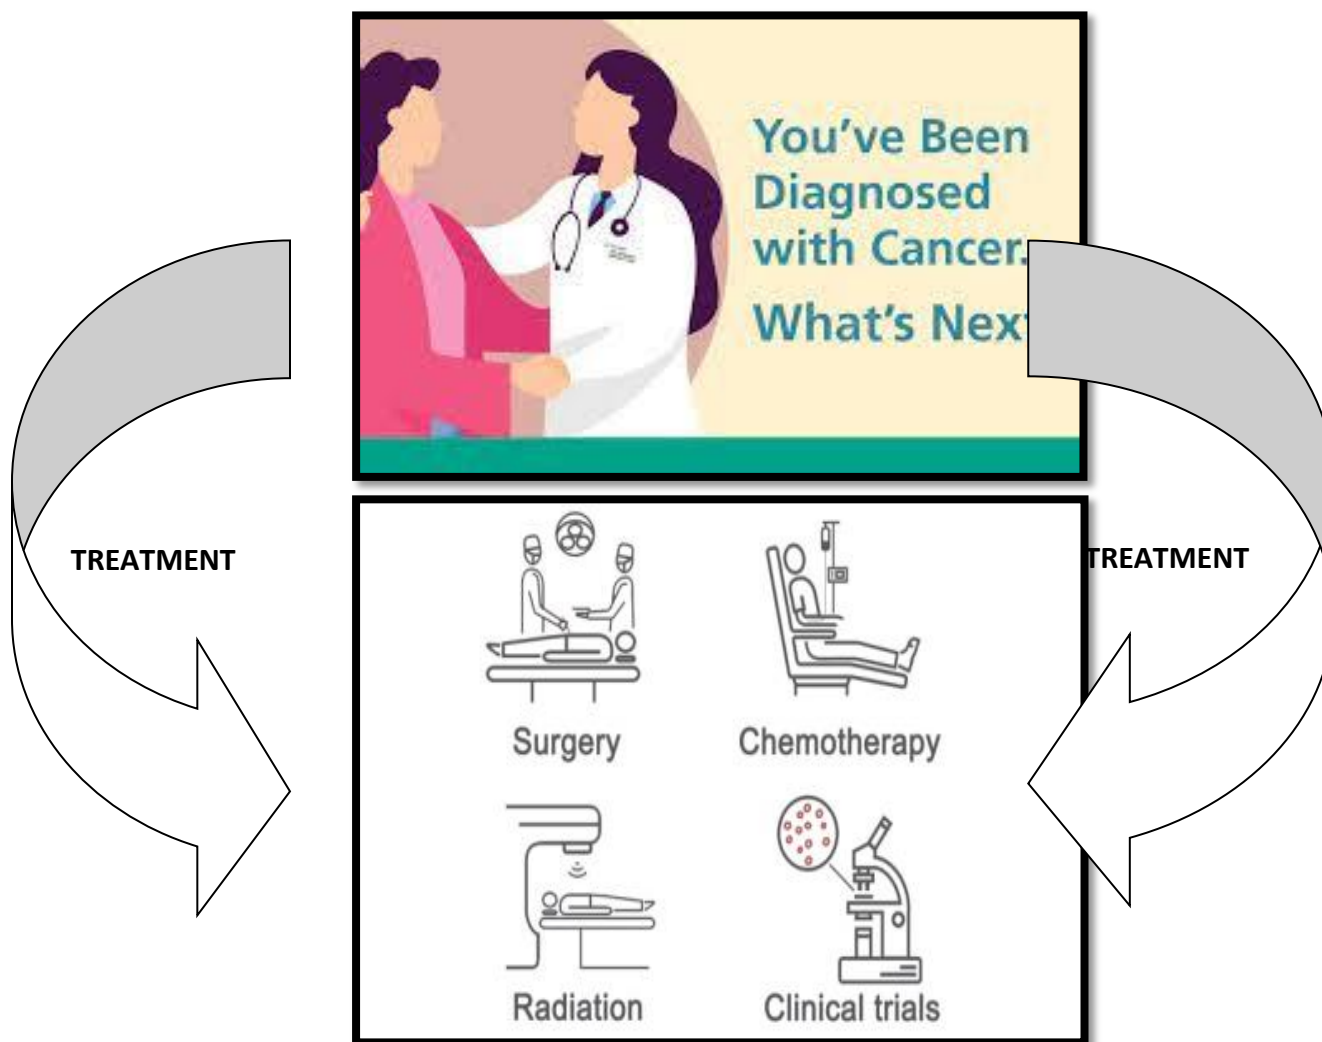 You've Been
Diagnosed
with Cancer.
What's Nex
TREATMENT
TREATMENT
Surgery
Chemotherapy
Radiation
Clinical trials